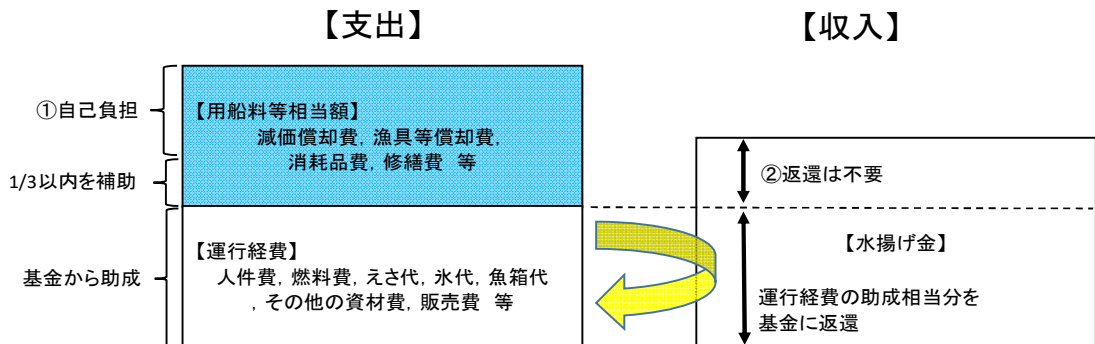 【支出】
【収入】
①自己負担
1/3以内を補助
基金から助成
【用船料等相当額】
減価償却費，漁具等償却費，
消耗品費，修繕費　等
【運行経費】
人件費，燃料費，えさ代，氷代，魚箱代
，その他の資材費，販売費　等
②返還は不要
【水揚げ金】
運行経費の助成相当分を
基金に返還